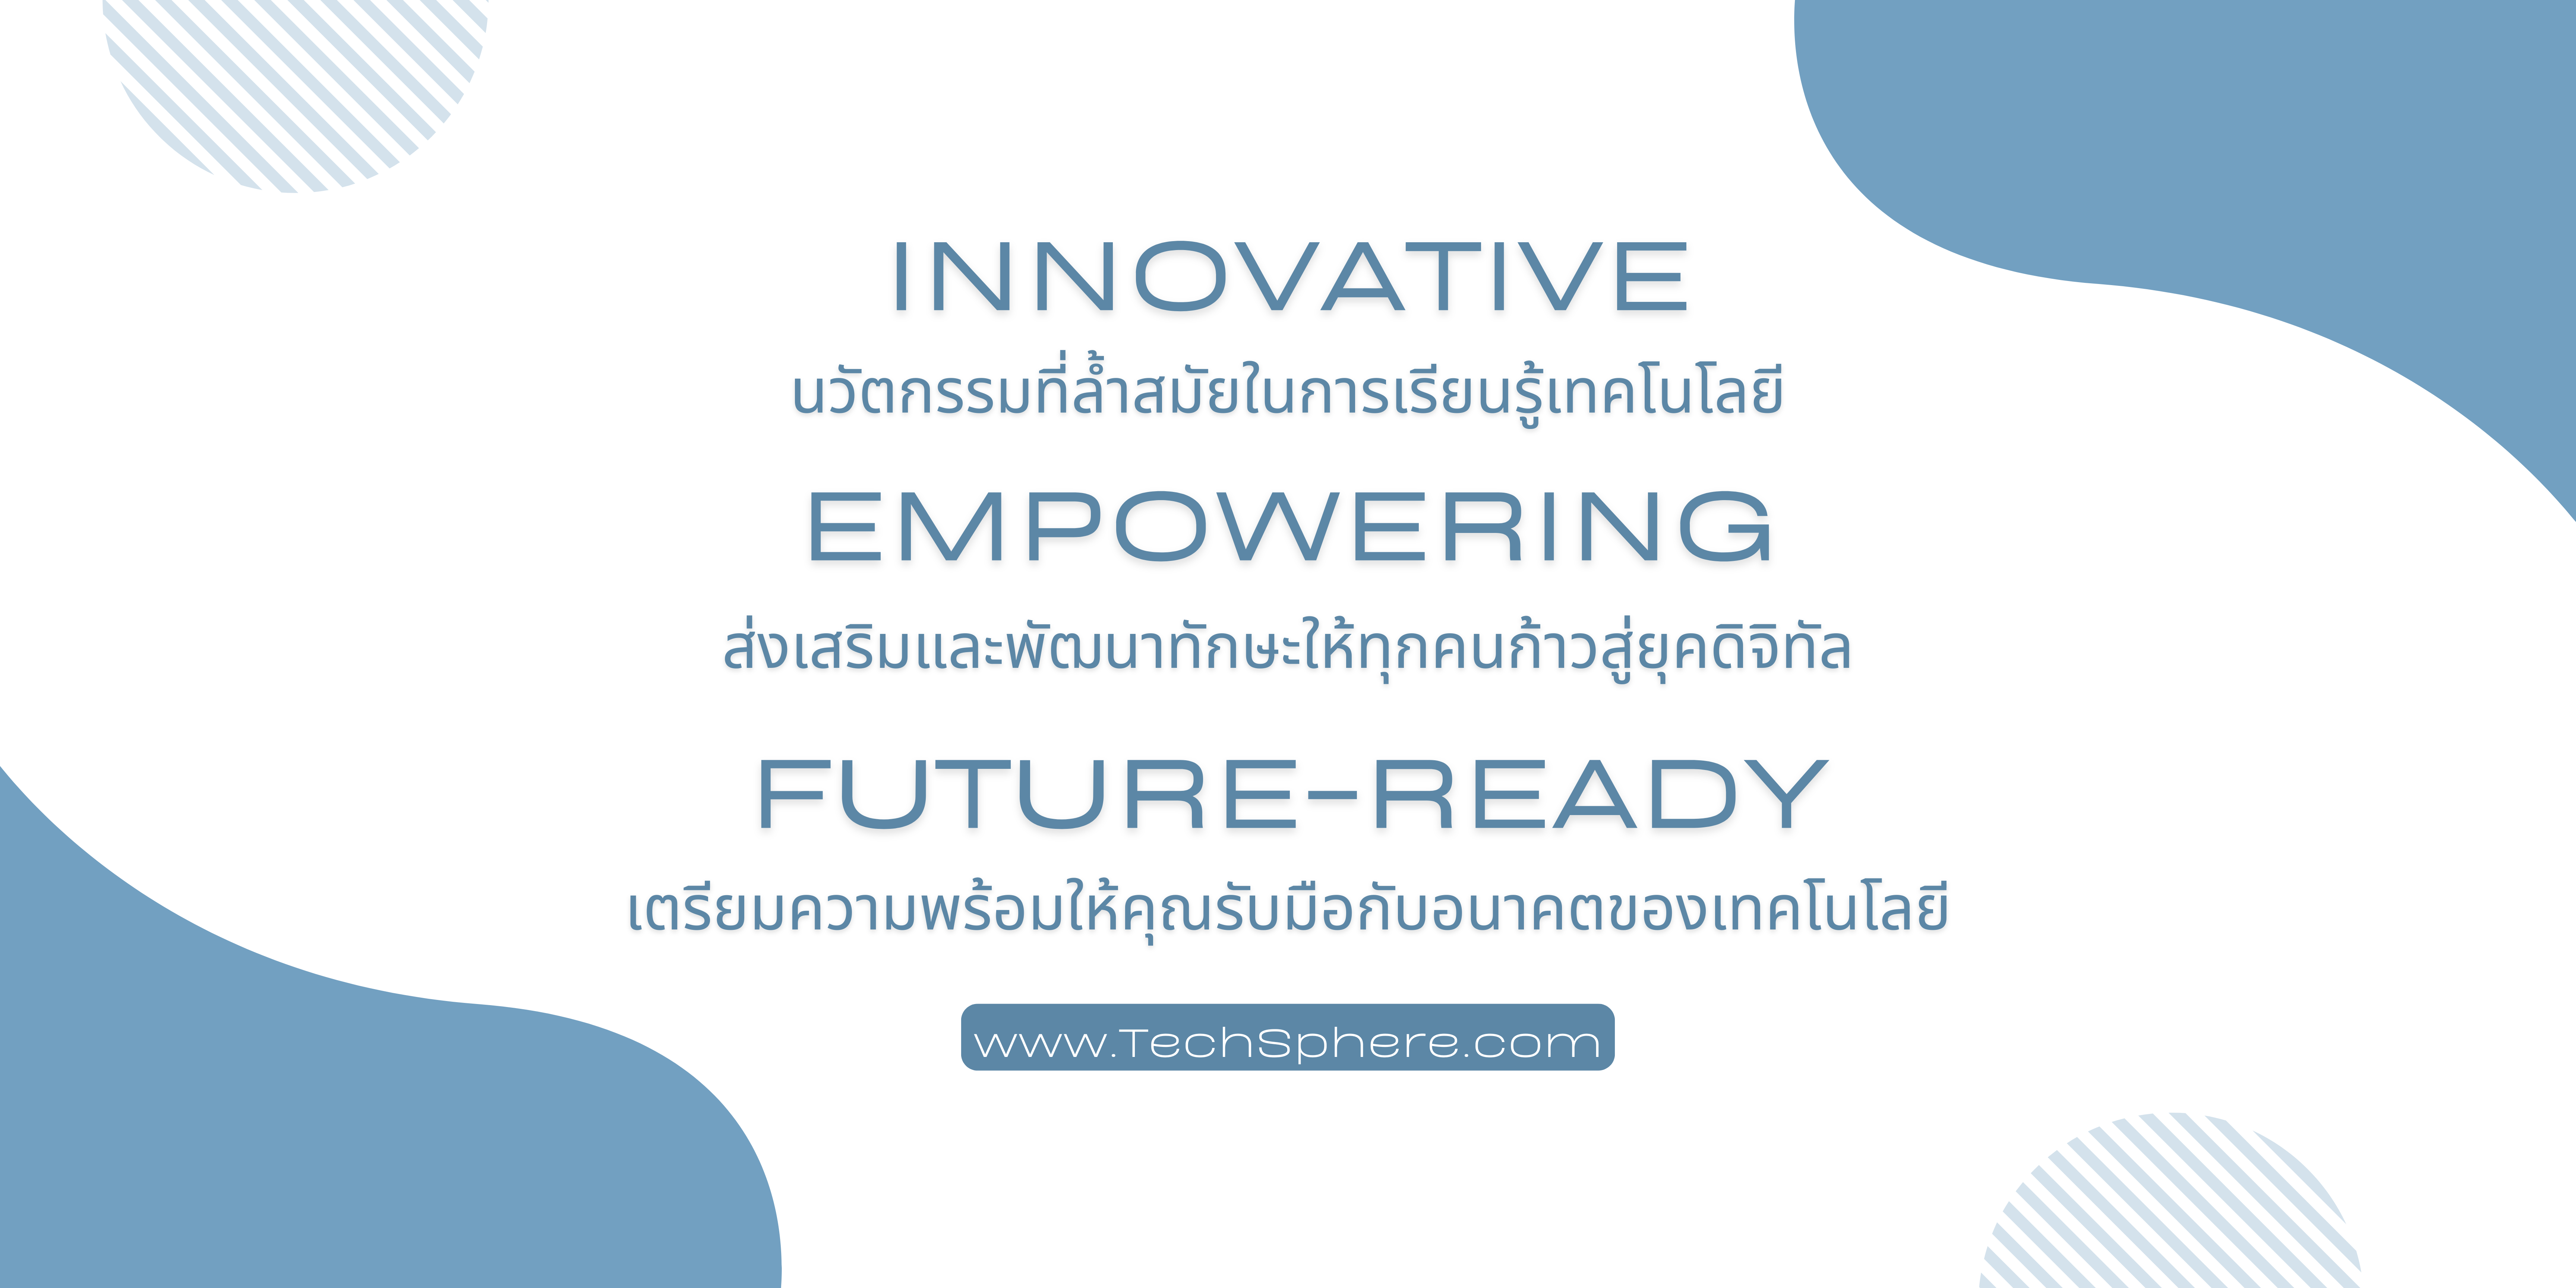 INNOVATIVE
นวัตกรรมที่ล้ำสมัยในการเรียนรู้เทคโนโลยี
EMPOWERING
ส่งเสริมและพัฒนาทักษะให้ทุกคนก้าวสู่ยุคดิจิทัล
FUTURE-READY
เตรียมความพร้อมให้คุณรับมือกับอนาคตของเทคโนโลยี
www.TechSphere.com